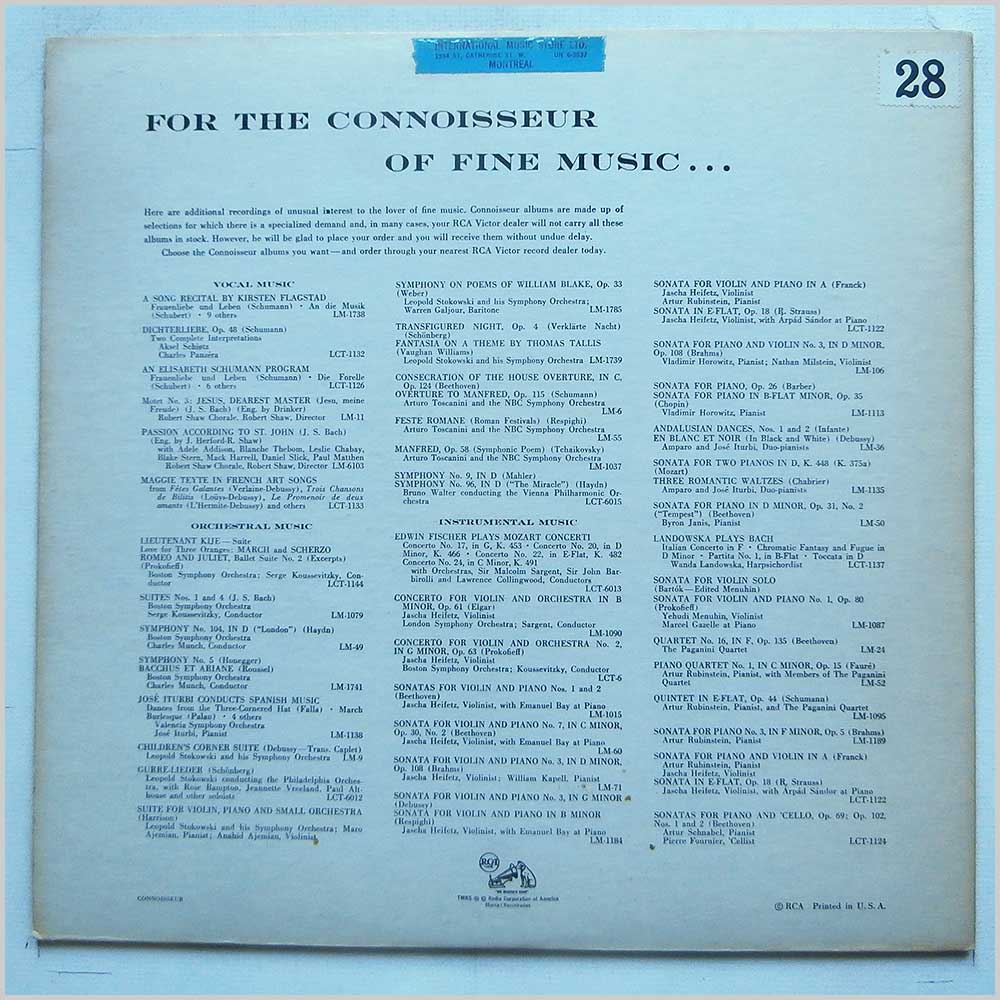 INTERNATIONAL MUSIC STORE LTD.
1334 ST. CATHERINE ST. W.
MONTREAL
28
FOR THE CONNOISSEUR
OF FINE MUSIC...
Here are additional recordings of unusual interest to the lover of fine music. Connoisseur albums are made up of
selections for which there is a specialized demand and, in many cases, your RCA Victor dealer will not carry all these
albums in stock. However, he will be glad to place your order and you will receive them without undue delay.
Choose the Connoisseur albums you want—and order through your nearest RCA Victor record dealer today.
VOCAL MUSIC
A SONG RECITAL BY KIRSTEN FLAGSTAD
Frauenliebe und Leben (Schumann) · An die Musik
(Schubert) · 9 others LM-1738
DICHTERLIEBE, Op. 48 (Schumann)
Two Complete Interpretations
Aksel Schiøtz
Charles Panzéra LCT-1132
AN ELISABETH SCHUMANN PROGRAM
Frauenliebe und Leben (Schumann) · Die Forelle
(Schubert) · 6 others LCT-1126
Motet No. 3: JESUS, DEAREST MASTER (Jesu, meine
Freude) (J. S. Bach) (Eng. by Drinker)
Robert Shaw Chorale, Robert Shaw, Director LM-11
PASSION ACCORDING TO ST. JOHN (J. S. Bach)
(Eng. by J. Herford-R. Shaw)
with Adele Addison, Blanche Thebom, Leslie Chabay,
Blake Stern, Mack Harrell, Daniel Slick, Paul Matthen
Robert Shaw Chorale, Robert Shaw, Director LM-6103
MAGGIE TEYTE IN FRENCH ART SONGS
from Fêtes Galantes (Verlaine-Debussy), Trois Chansons
de Bilitis (Louÿs-Debussy), Le Promenoir de deux
amants (L'Hermite-Debussy) and others LCT-1133
ORCHESTRAL MUSIC
LIEUTENANT KIJE—Suite
Love for Three Oranges: MARCH and SCHERZO
ROMEO AND JULIET, Ballet Suite No. 2 (Excerpts)
(Prokofieff)
Boston Symphony Orchestra; Serge Koussevitzky, Con-
ductor LCT-1144
SUITES Nos. 1 and 4 (J. S. Bach)
Boston Symphony Orchestra
Serge Koussevitzky, Conductor LM-1079
SYMPHONY No. 104, IN D ("London") (Haydn)
Boston Symphony Orchestra
Charles Munch, Conductor LM-49
SYMPHONY No. 5 (Honegger)
BACCHUS ET ARIANE (Roussel)
Boston Symphony Orchestra
Charles Munch, Conductor LM-1741
JOSÉ ITURBI CONDUCTS SPANISH MUSIC
Dances from the Three-Cornered Hat (Falla) · March
Burlesque (Palau) · 4 others
Valencia Symphony Orchestra
José Iturbi, Pianist LM-1138
CHILDREN'S CORNER SUITE (Debussy—Trans. Caplet)
Leopold Stokowski and his Symphony Orchestra LM-9
GURRE-LIEDER (Schönberg)
Leopold Stokowski conducting the Philadelphia Orches-
tra, with Rose Bampton, Jeannette Vreeland, Paul Alt-
house and other soloists LCT-6012
SUITE FOR VIOLIN, PIANO AND SMALL ORCHESTRA
(Harrison)
Leopold Stokowski and his Symphony Orchestra; Maro
Ajemian, Pianist; Anahid Ajemian, Violinist
SYMPHONY ON POEMS OF WILLIAM BLAKE, Op. 33
(Weber)
Leopold Stokowski and his Symphony Orchestra;
Warren Galjour, Baritone LM-1785
TRANSFIGURED NIGHT, Op. 4 (Verklärte Nacht)
(Schönberg)
FANTASIA ON A THEME BY THOMAS TALLIS
(Vaughan Williams)
Leopold Stokowski and his Symphony Orchestra LM-1739
CONSECRATION OF THE HOUSE OVERTURE, IN C,
Op. 124 (Beethoven)
OVERTURE TO MANFRED, Op. 115 (Schumann)
Arturo Toscanini and the NBC Symphony Orchestra
LM-6
FESTE ROMANE (Roman Festivals) (Respighi)
Arturo Toscanini and the NBC Symphony Orchestra
LM-55
MANFRED, Op. 58 (Symphonic Poem) (Tchaikovsky)
Arturo Toscanini and the NBC Symphony Orchestra
LM-1037
SYMPHONY No. 9, IN D (Mahler)
SYMPHONY No. 96, IN D ("The Miracle") (Haydn)
Bruno Walter conducting the Vienna Philharmonic Or-
chestra LCT-6015
INSTRUMENTAL MUSIC
EDWIN FISCHER PLAYS MOZART CONCERTI
Concerto No. 17, in G, K. 453 · Concerto No. 20, in D
Minor, K. 466 · Concerto No. 22, in E-Flat, K. 482
Concerto No. 24, in C Minor, K. 491
with Orchestras, Sir Malcolm Sargent, Sir John Bar-
birolli and Lawrence Collingwood, Conductors
LCT-6013
CONCERTO FOR VIOLIN AND ORCHESTRA IN B
MINOR, Op. 61 (Elgar)
Jascha Heifetz, Violinist
London Symphony Orchestra; Sargent, Conductor
LM-1090
CONCERTO FOR VIOLIN AND ORCHESTRA No. 2,
IN G MINOR, Op. 63 (Prokofieff)
Jascha Heifetz, Violinist
Boston Symphony Orchestra; Koussevitzky, Conductor
LCT-6
SONATAS FOR VIOLIN AND PIANO Nos. 1 and 2
(Beethoven)
Jascha Heifetz, Violinist, with Emanuel Bay at Piano
LM-1015
SONATA FOR VIOLIN AND PIANO No. 7, IN C MINOR,
Op. 30, No. 2 (Beethoven)
Jascha Heifetz, Violinist, with Emanuel Bay at Piano
LM-60
SONATA FOR VIOLIN AND PIANO No. 3, IN D MINOR,
Op. 108 (Brahms)
Jascha Heifetz, Violinist; William Kapell, Pianist
LM-71
SONATA FOR VIOLIN AND PIANO No. 3, IN G MINOR
(Debussy)
SONATA FOR VIOLIN AND PIANO IN B MINOR
(Respighi)
Jascha Heifetz, Violinist, with Emanuel Bay at Piano
LM-1184
SONATA FOR VIOLIN AND PIANO IN A (Franck)
Jascha Heifetz, Violinist
Artur Rubinstein, Pianist
SONATA IN E-FLAT, OP. 18 (R. Strauss)
Jascha Heifetz, Violinist, with Arpád Sándor at Piano
LCT-1122
SONATA FOR PIANO AND VIOLIN No. 3, IN D MINOR,
Op. 108 (Brahms)
Vladimir Horowitz, Pianist; Nathan Milstein, Violinist
LM-106
SONATA FOR PIANO, Op. 26 (Barber)
SONATA FOR PIANO IN B-FLAT MINOR, Op. 35
(Chopin)
Vladimir Horowitz, Pianist LM-1113
ANDALUSIAN DANCES, Nos. 1 and 2 (Infante)
EN BLANC ET NOIR (In Black and White) (Debussy)
Amparo and José Iturbi, Duo-pianists LM-36
SONATA FOR TWO PIANOS IN D, K. 448 (K. 375a)
(Mozart)
THREE ROMANTIC WALTZES (Chabrier)
Amparo and José Iturbi, Duo-pianists LM-1135
SONATA FOR PIANO IN D MINOR, OP. 31, No. 2
("Tempest") (Beethoven)
Byron Janis, Pianist LM-50
LANDOWSKA PLAYS BACH
Italian Concerto in F · Chromatic Fantasy and Fugue in
D Minor · Partita No. 1, in B-Flat · Toccata in D
Wanda Landowska, Harpsichordist LCT-1137
SONATA FOR VIOLIN SOLO
(Bartók—Edited Menuhin)
SONATA FOR VIOLIN AND PIANO No. 1, Op. 80
(Prokofieff)
Yehudi Menuhin, Violinist
Marcel Gazelle at Piano LM-1087
QUARTET No. 16, IN F, OP. 135 (Beethoven)
The Paganini Quartet LM-24
PIANO QUARTET No. 1, IN C MINOR, Op. 15 (Fauré)
Artur Rubinstein, Pianist, with Members of The Paganini
Quartet LM-52
QUINTET IN E-FLAT, Op. 44 (Schumann)
Artur Rubinstein, Pianist, and The Paganini Quartet
LM-1095
SONATA FOR PIANO No. 3, IN F MINOR, Op. 5 (Brahms)
Artur Rubinstein, Pianist LM-1189
SONATA FOR PIANO AND VIOLIN IN A (Franck)
Artur Rubinstein, Pianist
Jascha Heifetz, Violinist
SONATA IN E-FLAT, OP. 18 (R. Strauss)
Jascha Heifetz, Violinist, with Arpád Sándor at Piano
LCT-1122
SONATAS FOR PIANO AND 'CELLO, Op. 69; Op. 102,
Nos. 1 and 2 (Beethoven)
Artur Schnabel, Pianist
Pierre Fournier, 'Cellist LCT-1124
RCA
"HIS MASTER'S VOICE"
TMKS ® © Radio Corporation of America
Marca(s) Registradas
CONNOISSEUR
© RCA Printed in U. S. A.